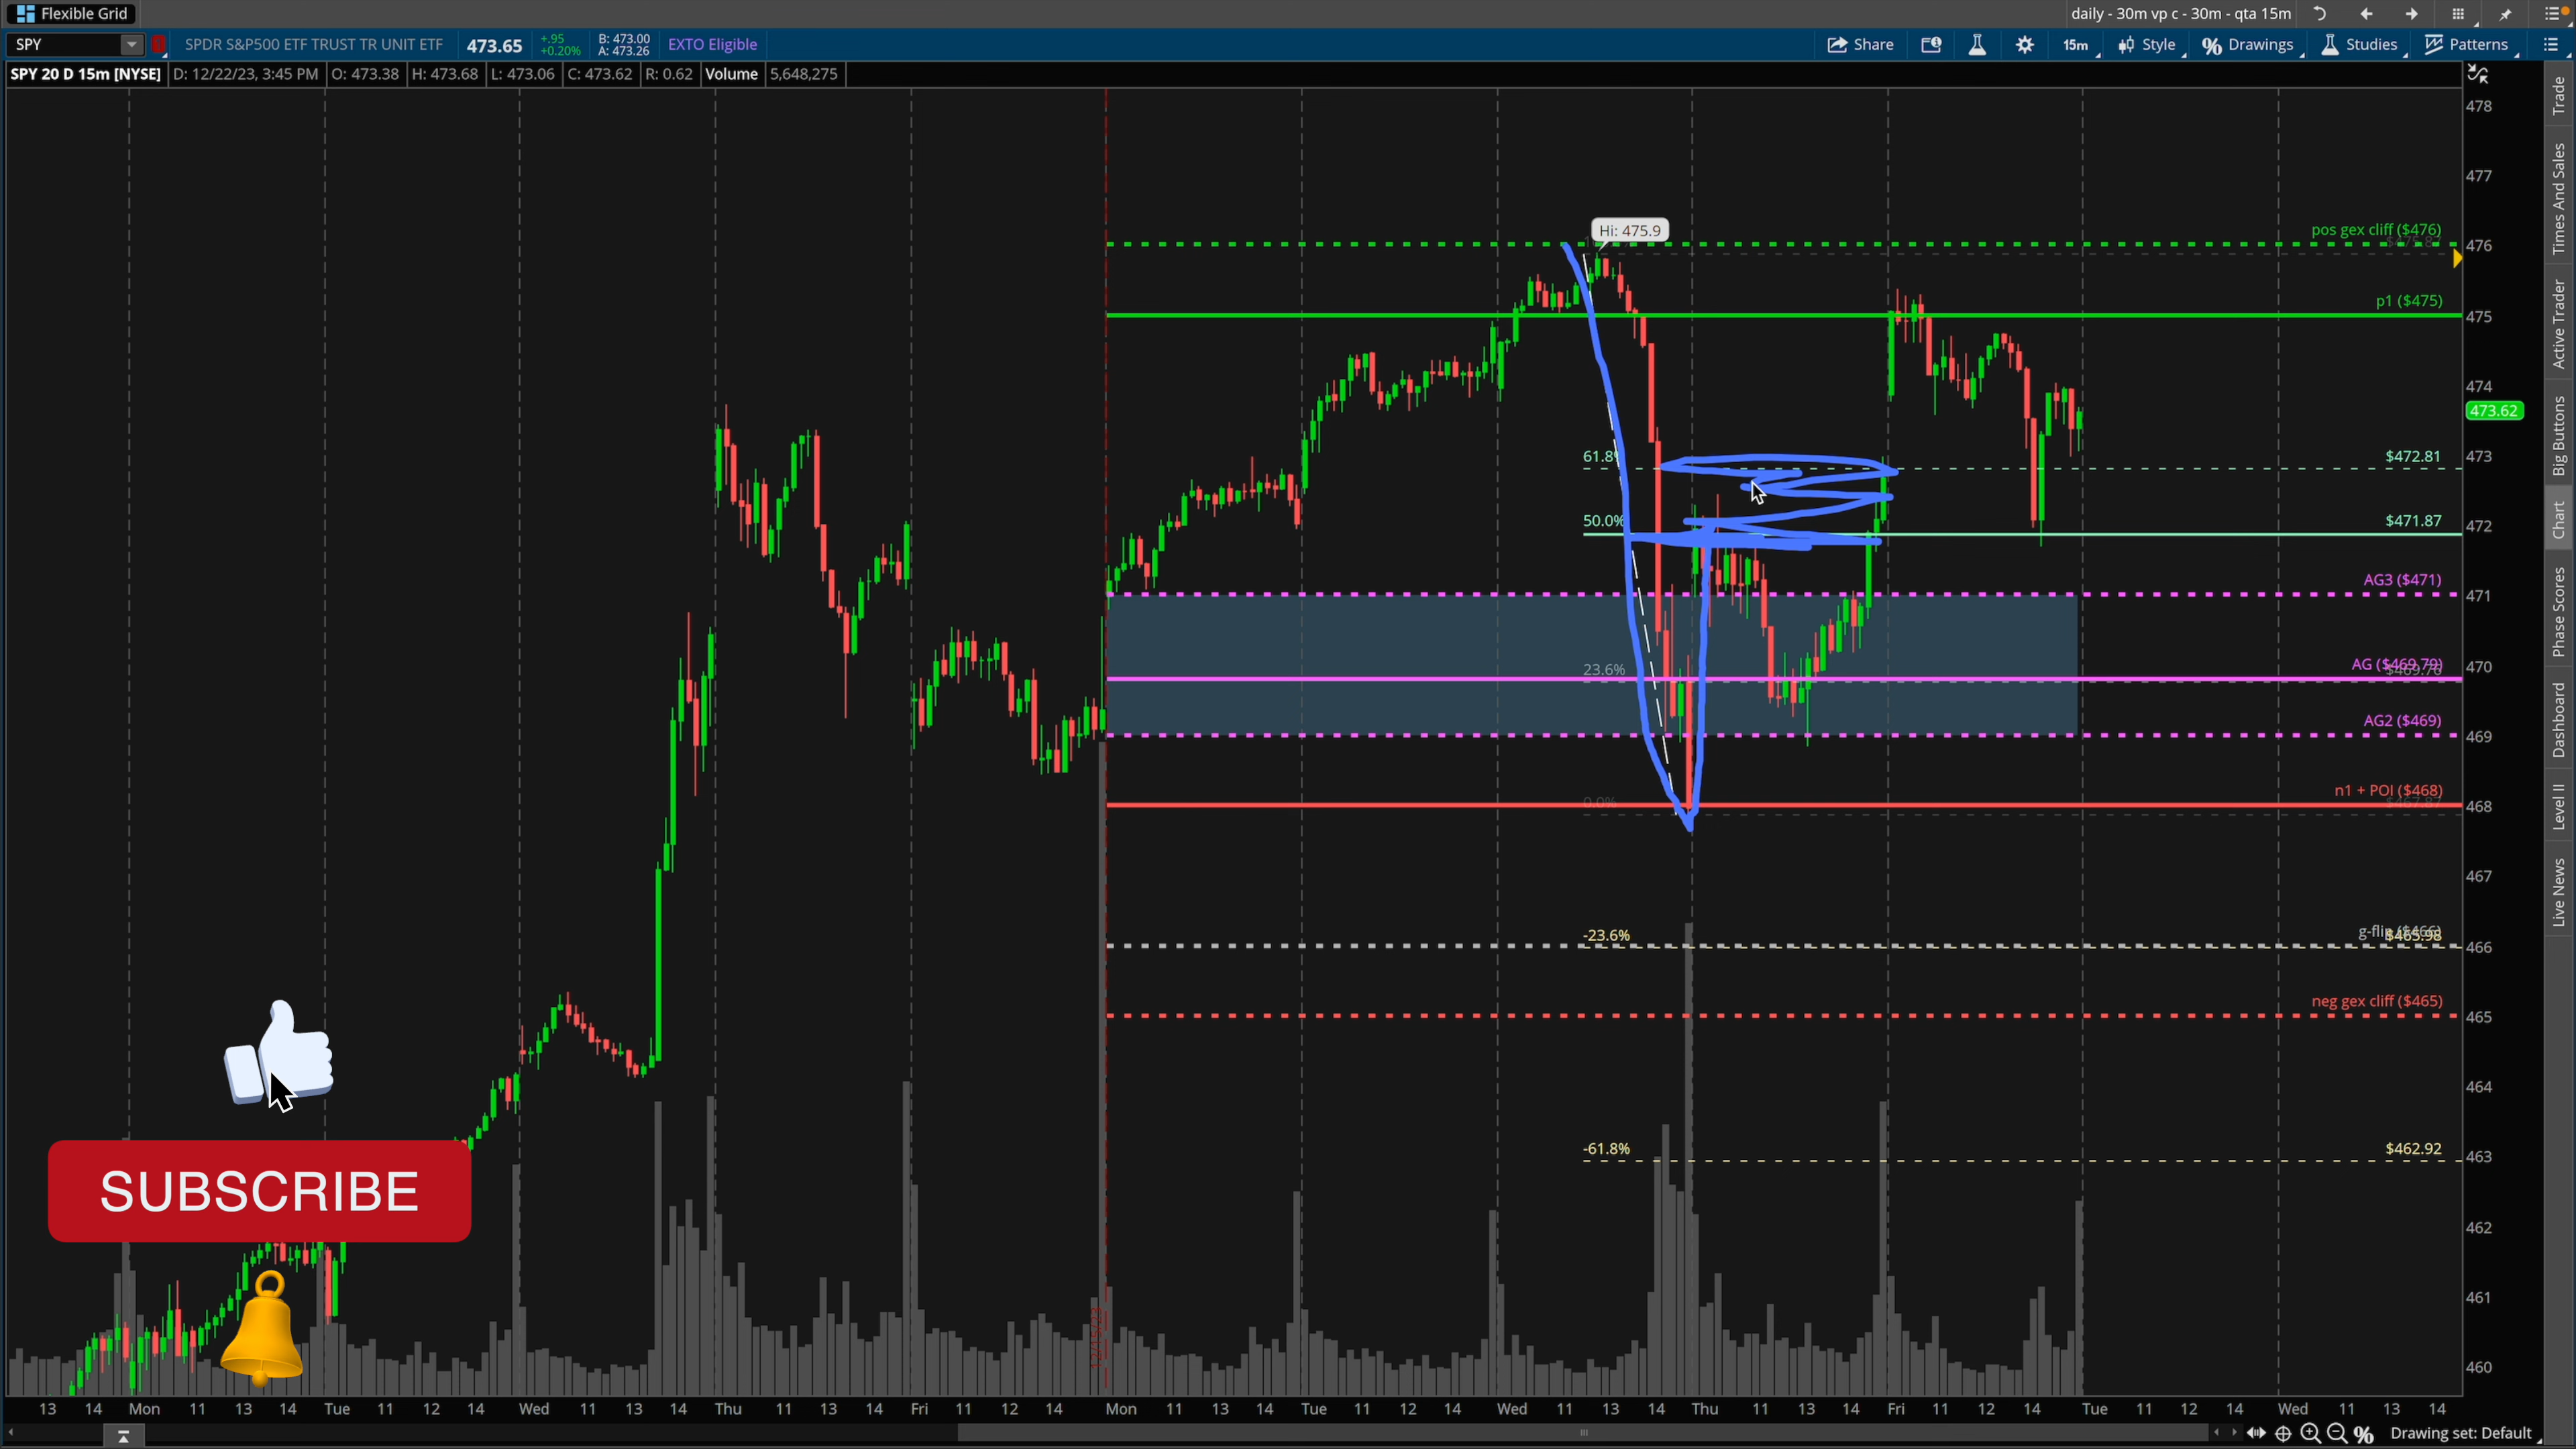 Flexible Grid
daily - 30m vp c - 30m - qta 15m
SPY
SPDR S&P500 ETF TRUST TR UNIT ETF
473.65
+.95
+0.20%
B: 473.00
A: 473.26
EXTO Eligible
Share
15m
Style
Drawings
Studies
Patterns
SPY 20 D 15m [NYSE]
D: 12/22/23, 3:45 PM
O: 473.38
H: 473.68
L: 473.06
C: 473.62
R: 0.62
Volume
5,648,275
Hi: 475.9
pos gex cliff ($476)
p1 ($475)
61.8%
$472.81
50.0%
$471.87
AG3 ($471)
23.6%
AG ($469.79)
AG2 ($469)
n1 + POI ($468)
0.0%
-23.6%
$465.98
neg gex cliff ($465)
-61.8%
$462.92
478
477
476
475
474
473.62
473
472
471
470
469
468
467
466
465
464
463
462
461
460
Trade
Times And Sales
Active Trader
Big Buttons
Chart
Phase Scores
Dashboard
Level II
Live News
SUBSCRIBE
13 14 Mon 11 13 14 Tue 11 12 14 Wed 11 13 14 Thu 11 13 14 Fri 11 12 14 Mon 11 13 14 Tue 11 12 14 Wed 11 13 14 Thu 11 13 14 Fri 11 12 14 Tue 11 12 14 Wed 11 13 14
Drawing set: Default